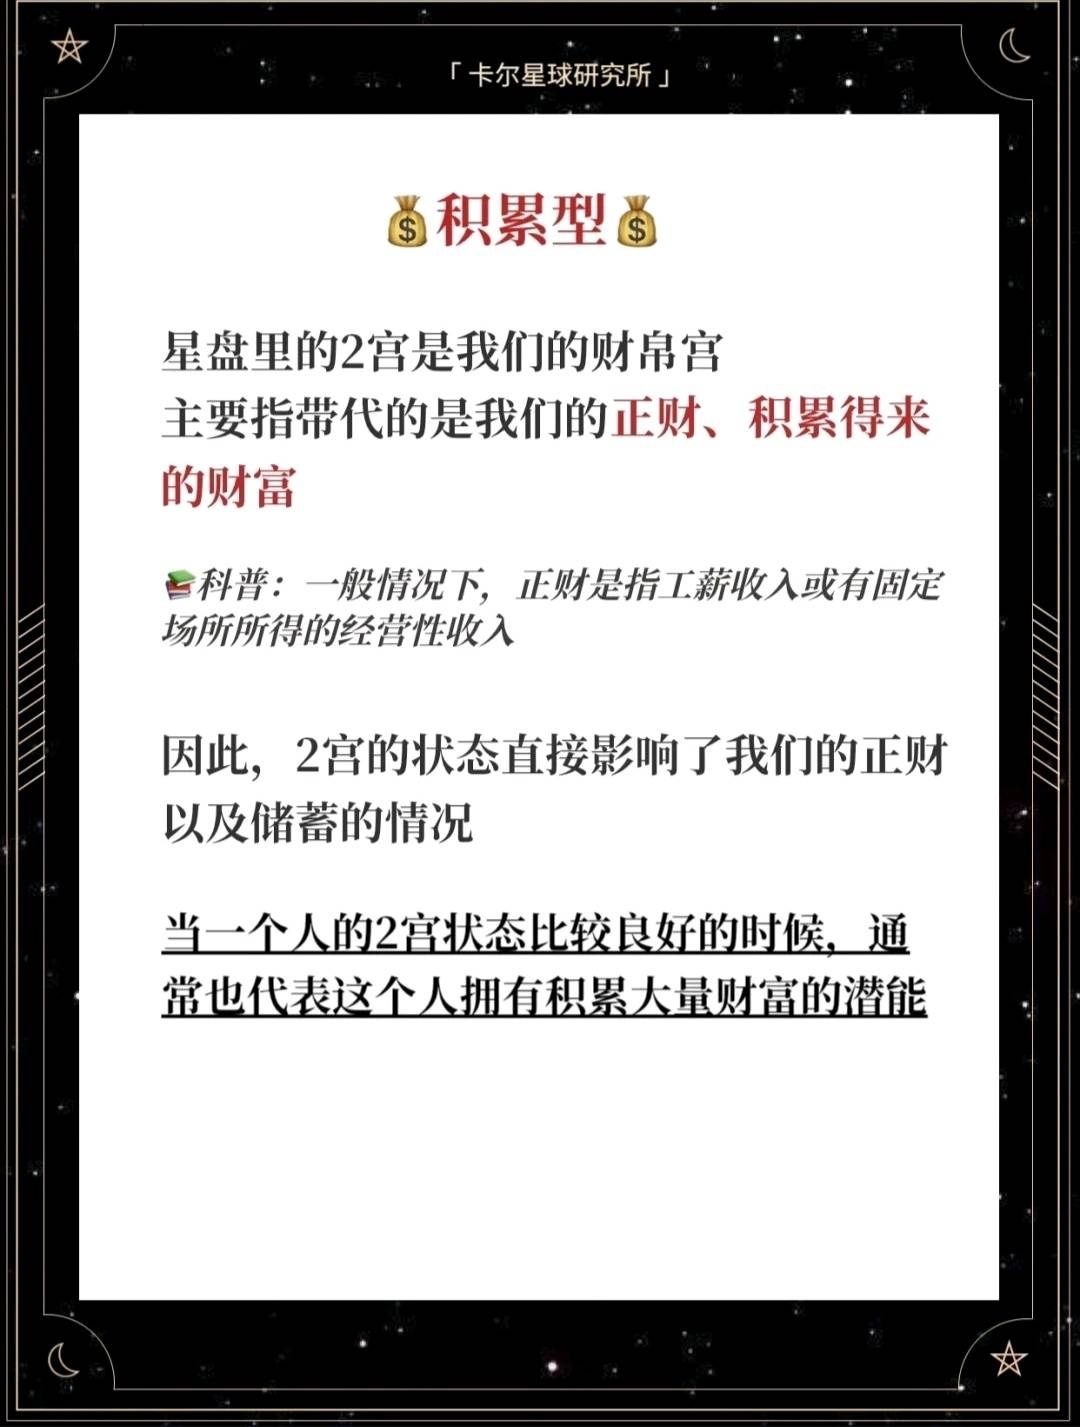 「 卡尔星球研究所 」
💰积累型💰
星盘里的2宫是我们的财帛宫
主要指带代的是我们的正财、积累得来
的财富
📚科普：一般情况下，正财是指工薪收入或有固定
场所所得的经营性收入
因此，2宫的状态直接影响了我们的正财
以及储蓄的情况
当一个人的2宫状态比较良好的时候，通
常也代表这个人拥有积累大量财富的潜能